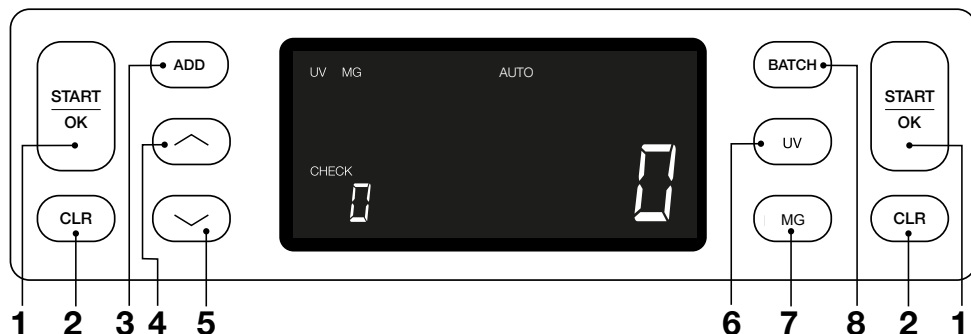 START
OK
CLR
ADD
UV MG AUTO
CHECK
0 0
BATCH
UV
MG
START
OK
CLR
1 2 3 4 5 6 7 8 2 1